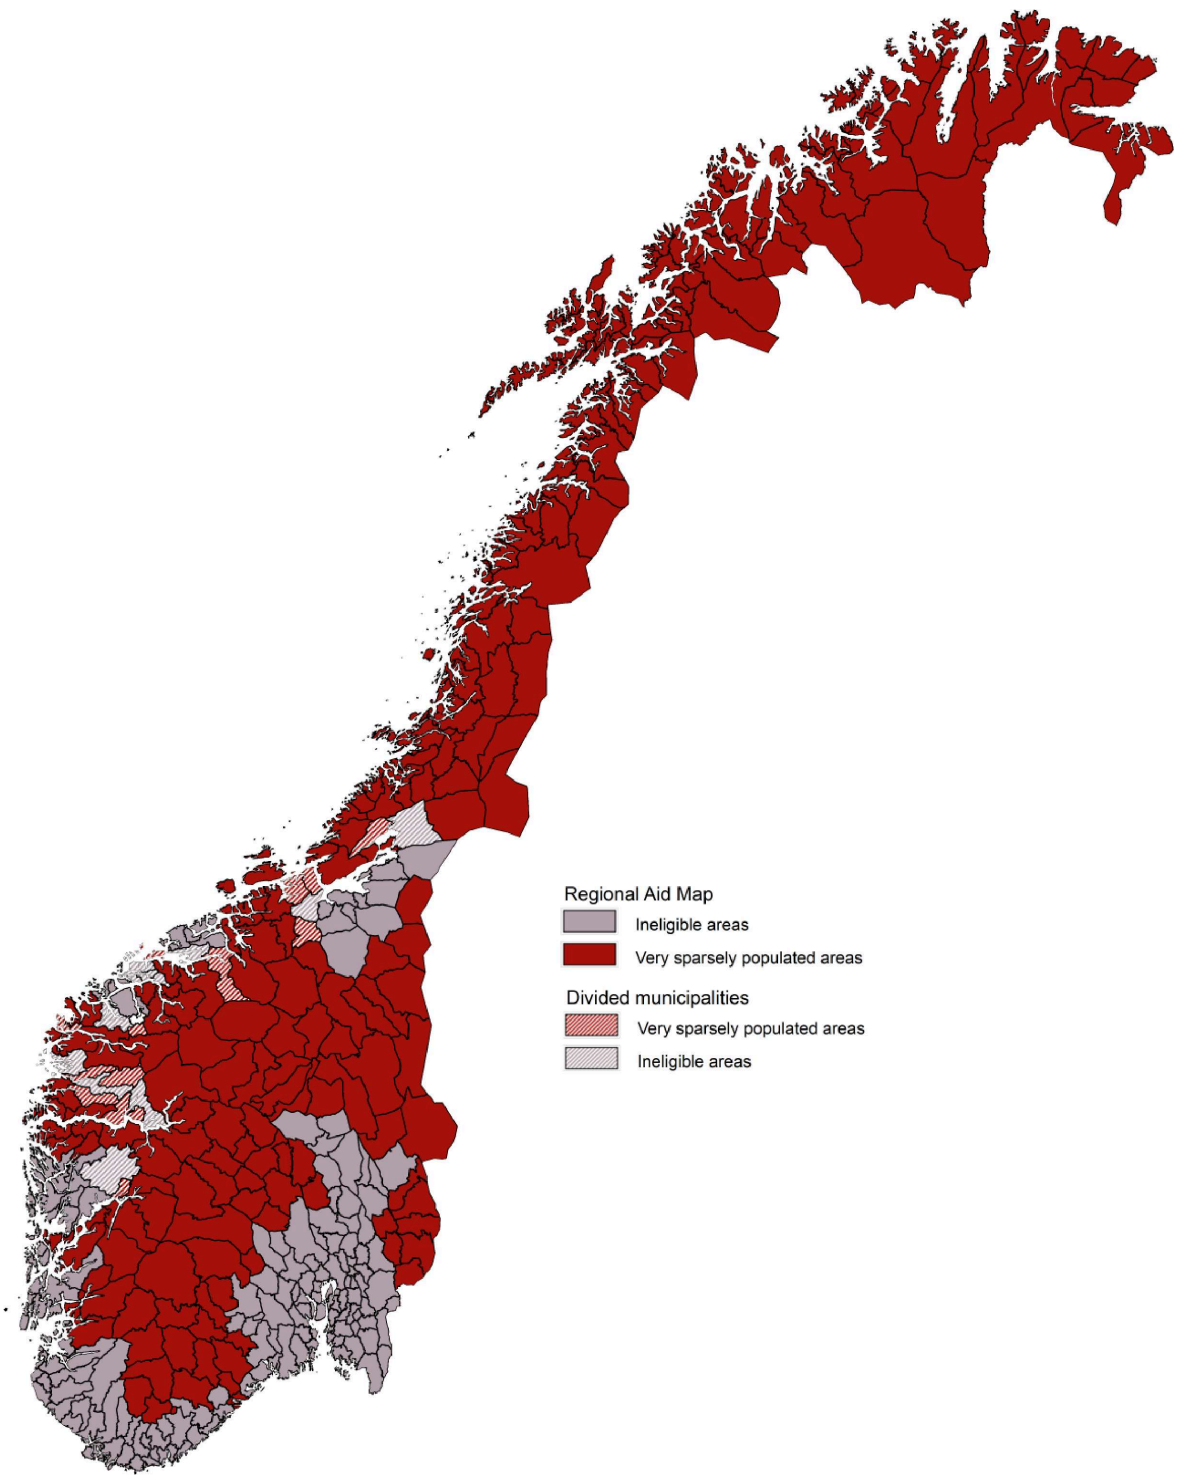 Regional Aid Map
Ineligible areas
Very sparsely populated areas
Divided municipalities
Very sparsely populated areas
Ineligible areas